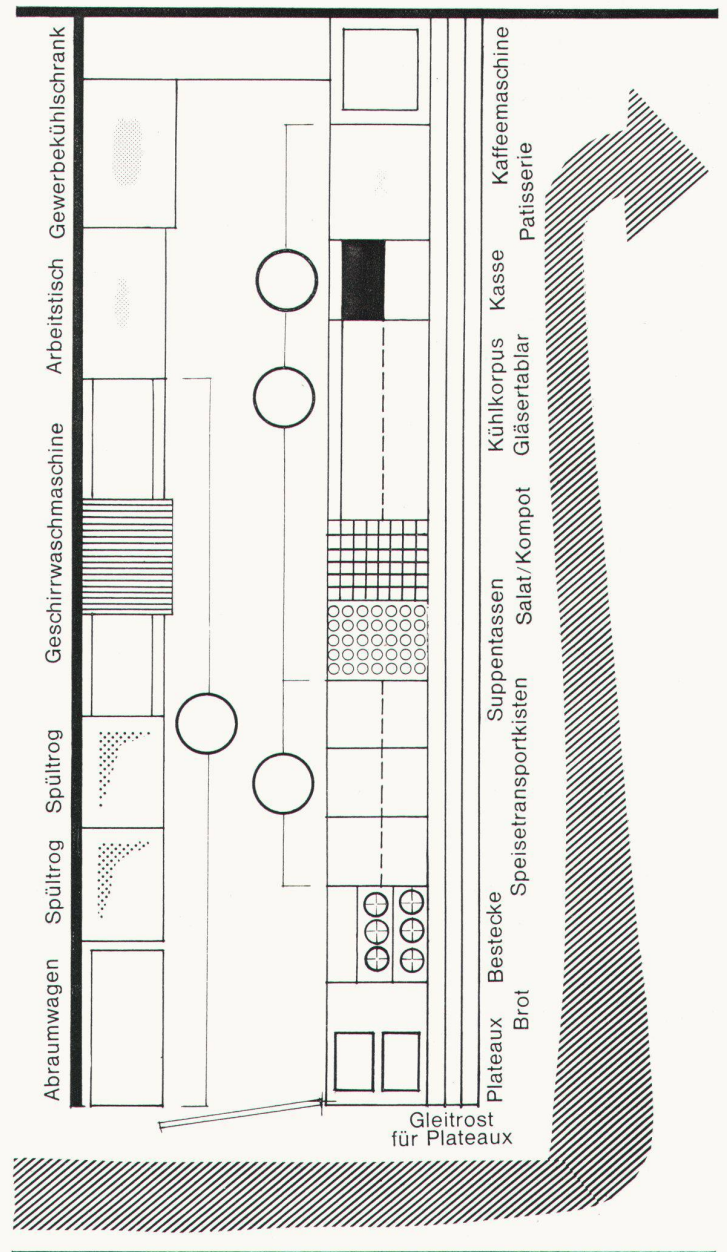 Gewerbekühlschrank
Arbeitstisch
Geschirrwaschmaschine
Spültrog
Spültrog
Abraumwagen
Kaffeemaschine
Patisserie
Kasse
Kühlkorpus
Gläsertablar
Salat/Kompot
Suppentassen
Speisetransportkisten
Bestecke
Brot
Plateaux
Gleitrost
für Plateaux